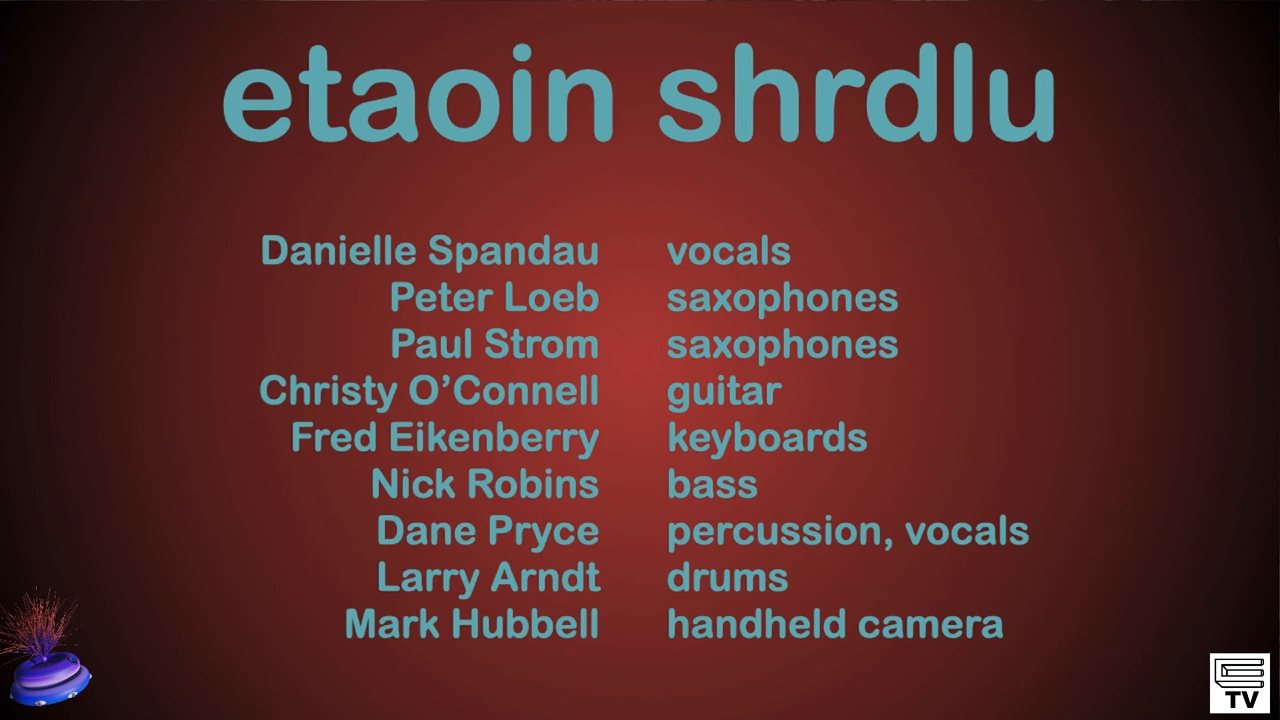 etaoin shrdlu
Danielle Spandau vocals
Peter Loeb saxophones
Paul Strom saxophones
Christy O’Connell guitar
Fred Eikenberry keyboards
Nick Robins bass
Dane Pryce percussion, vocals
Larry Arndt drums
Mark Hubbell handheld camera
TV